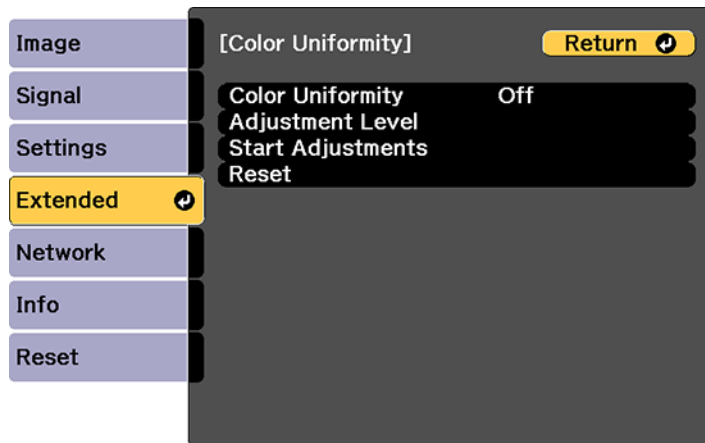 Image
Signal
Settings
Extended
Network
Info
Reset
[Color Uniformity]
Return
Color Uniformity Off
Adjustment Level
Start Adjustments
Reset